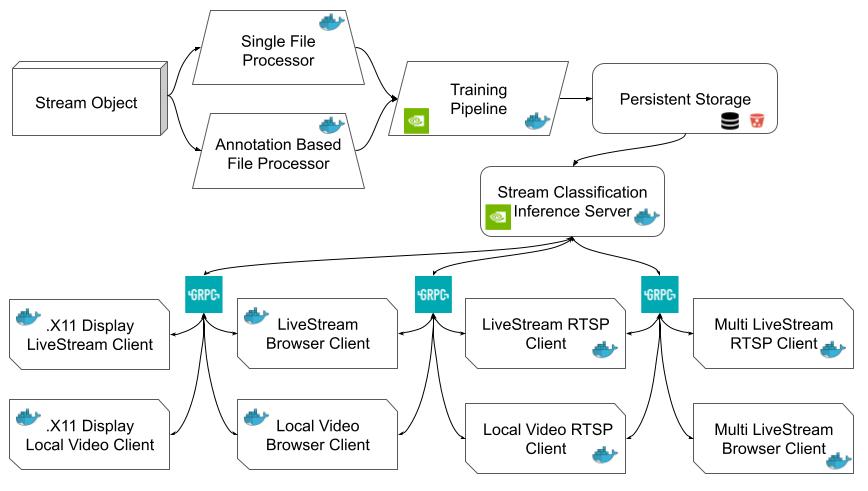 Single File
Processor
Stream Object
Annotation Based
File Processor
Training
Pipeline
Persistent Storage
Stream Classification
Inference Server
GRPC
GRPC
GRPC
.X11 Display
LiveStream Client
LiveStream
Browser Client
LiveStream RTSP
Client
Multi LiveStream
RTSP Client
.X11 Display
Local Video Client
Local Video
Browser Client
Local Video RTSP
Client
Multi LiveStream
Browser Client